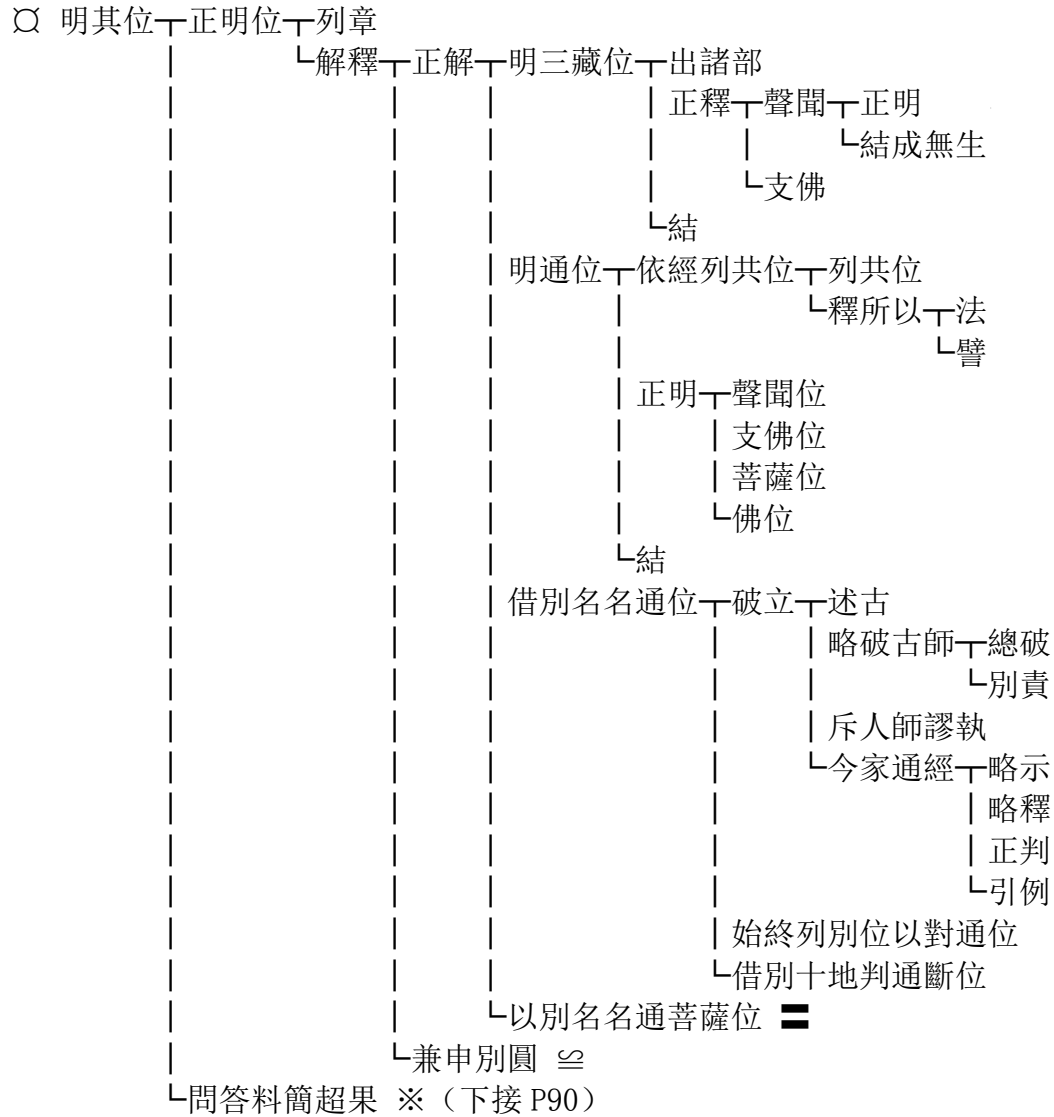 ¤ 明其位┬正明位┬列章
│ └解釋┬正解┬明三藏位┬出諸部
│ │ │ │正釋┬聲聞┬正明
│ │ │ │ │ └結成無生
│ │ │ │ └支佛
│ │ │ └結
│ │ │明通位┬依經列共位┬列共位
│ │ │ │ └釋所以┬法
│ │ │ │ └譬
│ │ │ │正明┬聲聞位
│ │ │ │ │支佛位
│ │ │ │ │菩薩位
│ │ │ │ └佛位
│ │ │ └結
│ │ │借別名名通位┬破立┬述古
│ │ │ │ │略破古師┬總破
│ │ │ │ │ └別責
│ │ │ │ │斥人師謬執
│ │ │ │ └今家通經┬略示
│ │ │ │ │略釋
│ │ │ │ │正判
│ │ │ │ └引例
│ │ │ │始終列別位以對通位
│ │ │ └借別十地判通斷位
│ │ └以別名名通菩薩位 〓
│ └兼申別圓 ≌
└問答料簡超果 ※（下接 P90）